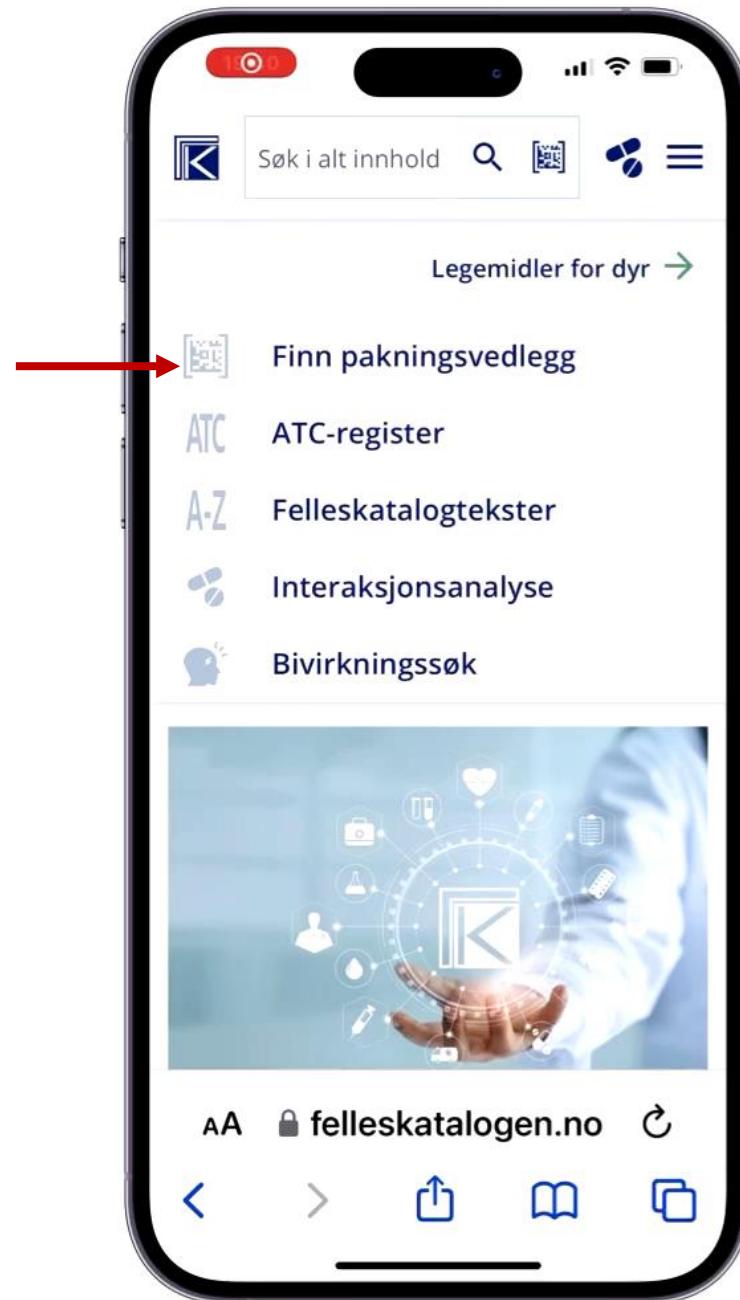 Søk i alt innhold
Legemidler for dyr
Finn pakningsvedlegg
ATC ATC-register
A-Z Felleskatalogtekster
Interaksjonsanalyse
Bivirkningssøk
AA felleskatalogen.no